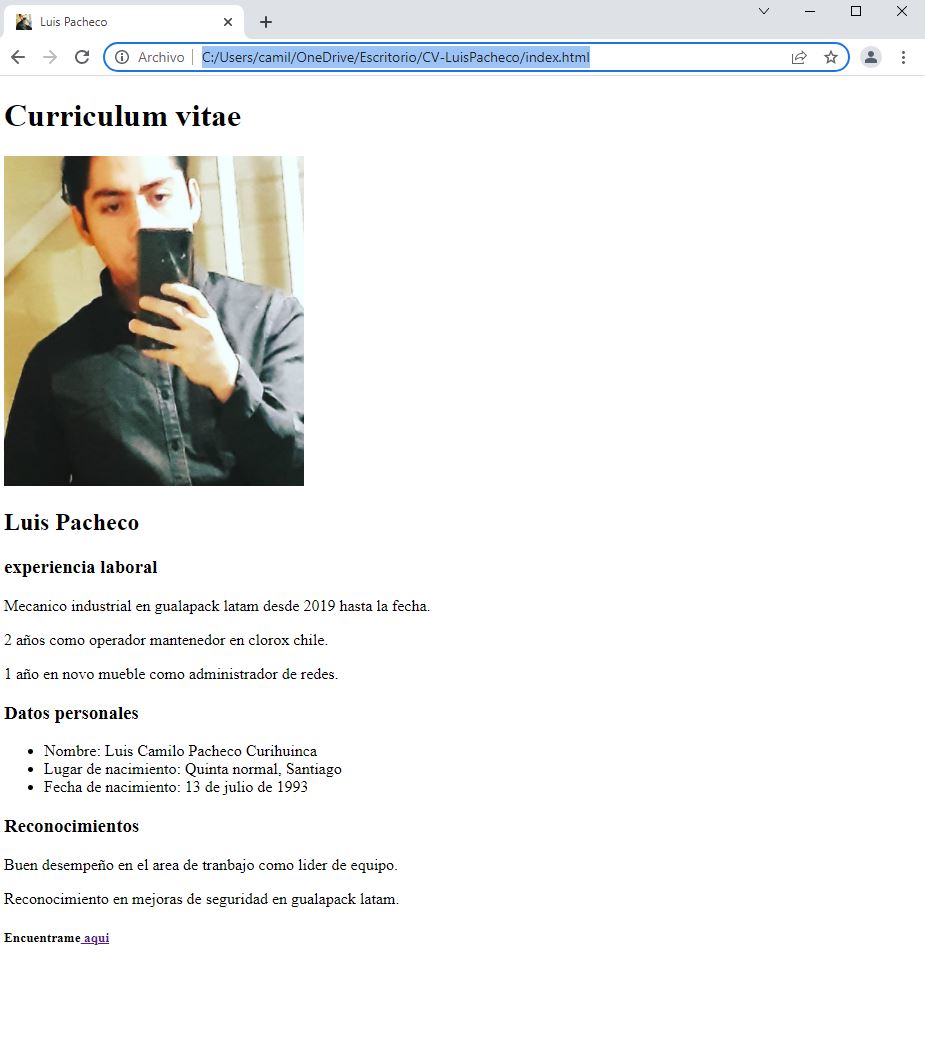 Luis Pacheco
Archivo
C:/Users/camil/OneDrive/Escritorio/CV-LuisPacheco/index.html
Curriculum vitae
Luis Pacheco
experiencia laboral
Mecanico industrial en gualapack latam desde 2019 hasta la fecha.
2 años como operador mantenedor en clorox chile.
1 año en novo mueble como administrador de redes.
Datos personales
• Nombre: Luis Camilo Pacheco Curihuinca
• Lugar de nacimiento: Quinta normal, Santiago
• Fecha de nacimiento: 13 de julio de 1993
Reconocimientos
Buen desempeño en el area de tranbajo como lider de equipo.
Reconocimiento en mejoras de seguridad en gualapack latam.
Encuentrame aqui